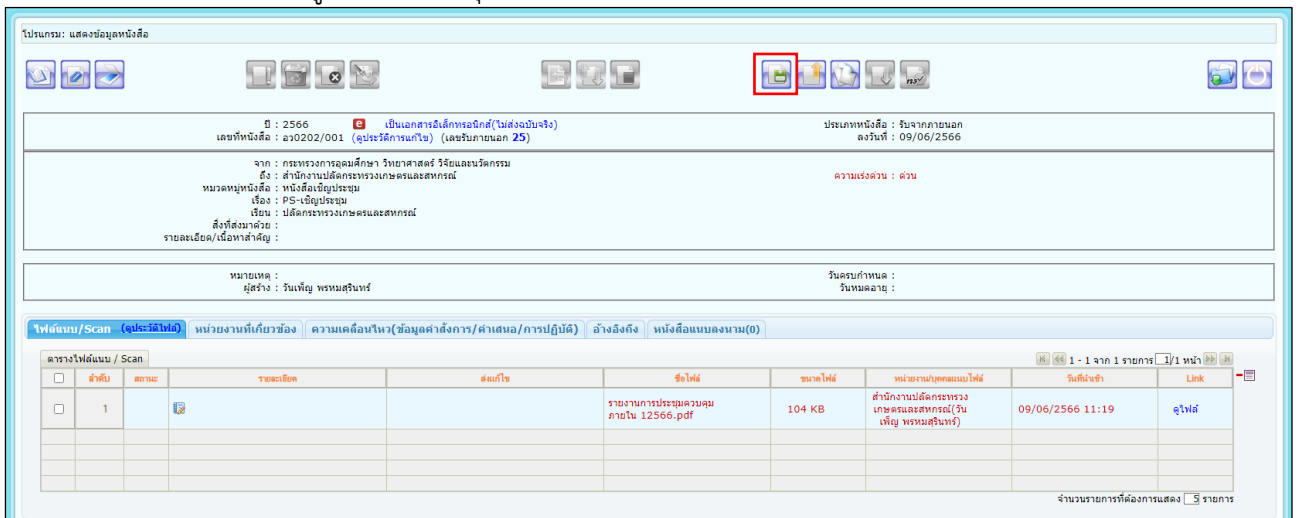 โปรแกรม: แสดงข้อมูลหนังสือ
ปี : 2566 e เป็นเอกสารอิเล็กทรอนิกส์(ไม่ส่งฉบับจริง)
ประเภทหนังสือ : รับจากภายนอก
เลขที่หนังสือ : อว0202/001 (ดูประวัติการแก้ไข) (เลขรับภายนอก 25)
ลงวันที่ : 09/06/2566
จาก : กระทรวงการอุดมศึกษา วิทยาศาสตร์ วิจัยและนวัตกรรม
ถึง : สำนักงานปลัดกระทรวงเกษตรและสหกรณ์
ความเร่งด่วน : ด่วน
หมวดหมู่หนังสือ : หนังสือเชิญประชุม
เรื่อง : PS-เชิญประชุม
เรียน : ปลัดกระทรวงเกษตรและสหกรณ์
สิ่งที่ส่งมาด้วย :
รายละเอียด/เนื้อหาสำคัญ :
หมายเหตุ :
วันครบกำหนด :
ผู้สร้าง : วันเพ็ญ พรหมสุรินทร์
วันหมดอายุ :
ไฟล์แนบ/Scan (ดูประวัติไฟล์) หน่วยงานที่เกี่ยวข้อง ความเคลื่อนไหว(ข้อมูลคำสั่งการ/คำเสนอ/การปฏิบัติ) อ้างอิงถึง หนังสือแนบลงนาม(0)
ตารางไฟล์แนบ / Scan
1 - 1 จาก 1 รายการ 1/1 หน้า
ลำดับ สถานะ รายละเอียด ส่งแก้ไข ชื่อไฟล์ ขนาดไฟล์ หน่วยงาน/บุคคลแนบไฟล์ วันที่นำเข้า Link
1 รายงานการประชุมควบคุม
ภายใน 12566.pdf
104 KB
สำนักงานปลัดกระทรวง
เกษตรและสหกรณ์(วัน
เพ็ญ พรหมสุรินทร์)
09/06/2566 11:19 ดูไฟล์
จำนวนรายการที่ต้องการแสดง 5 รายการ